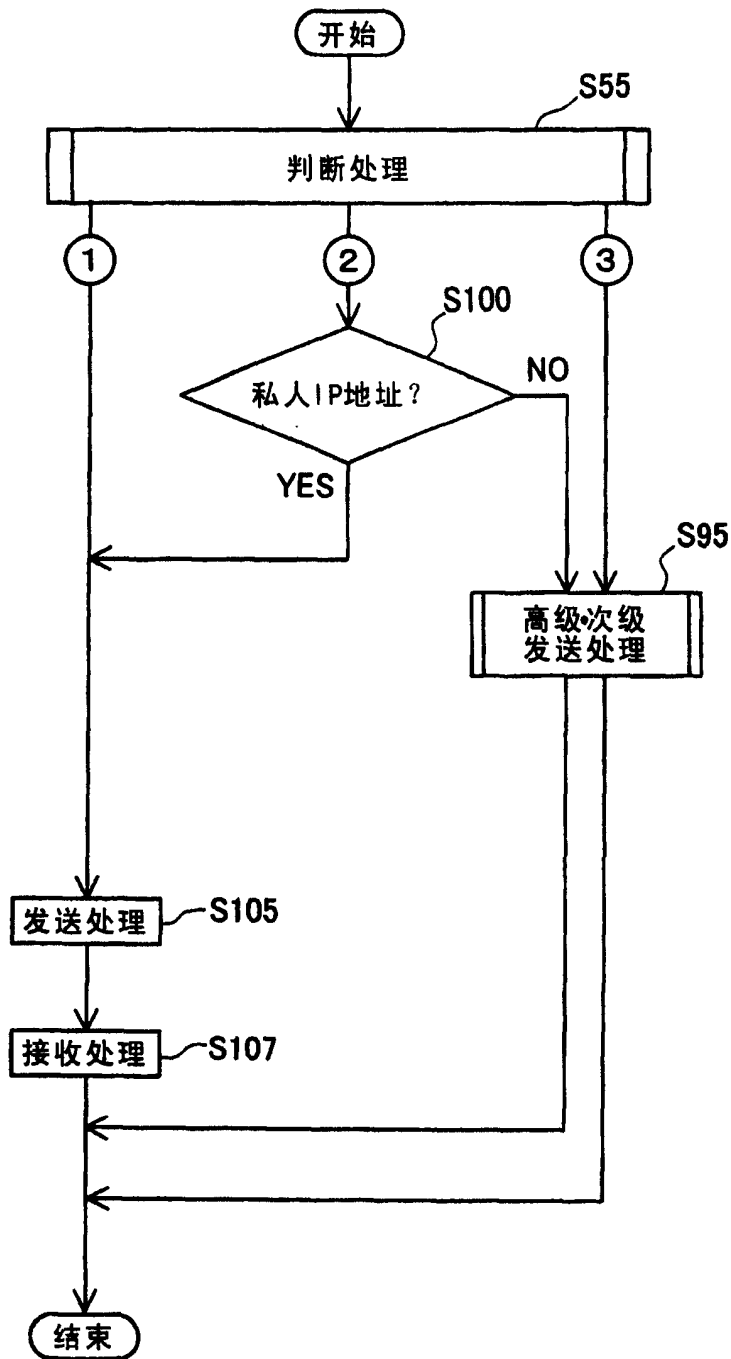 开始
S55
判断处理
1
2
3
S100
私人IP地址?
NO
YES
S95
高级·次级
发送处理
发送处理
S105
接收处理
S107
结束